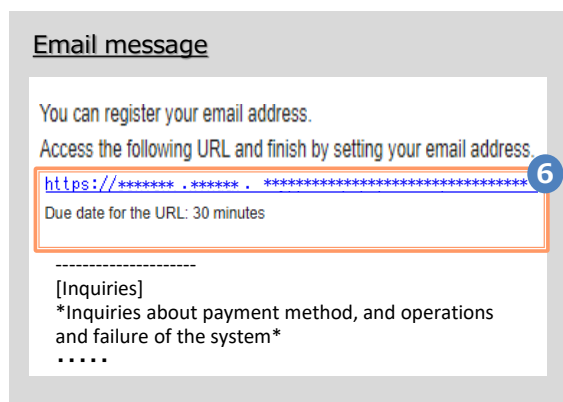 Email message
You can register your email address.
Access the following URL and finish by setting your email address.
https://******* .****** . *********************************
6
Due date for the URL: 30 minutes
--------------------
[Inquiries]
*Inquiries about payment method, and operations
and failure of the system*
・・・・・